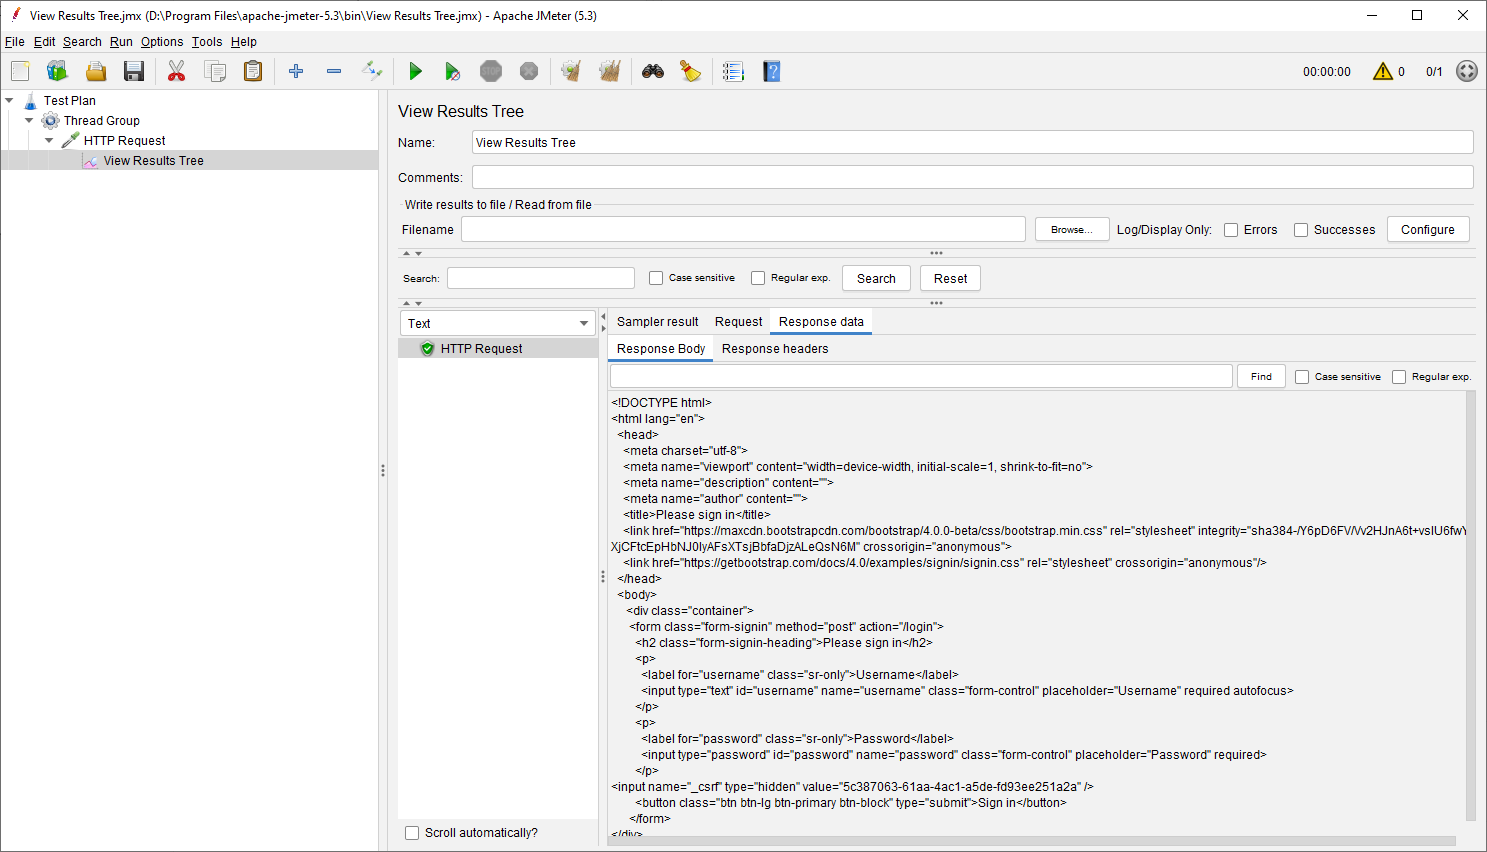 View Results Tree.jmx (D:\Program Files\apache-jmeter-5.3\bin\View Results Tree.jmx) - Apache JMeter (5.3)
File Edit Search Run Options Tools Help
STOP
00:00:00 0 0/1
Test Plan
Thread Group
HTTP Request
View Results Tree
View Results Tree
Name: View Results Tree
Comments:
Write results to file / Read from file
Filename Browse... Log/Display Only: Errors Successes Configure
Search: Case sensitive Regular exp. Search Reset
Text
HTTP Request
Scroll automatically?
Sampler result Request Response data
Response Body Response headers
Find Case sensitive Regular exp.
<!DOCTYPE html>
<html lang="en">
<head>
<meta charset="utf-8">
<meta name="viewport" content="width=device-width, initial-scale=1, shrink-to-fit=no">
<meta name="description" content="">
<meta name="author" content="">
<title>Please sign in</title>
<link href="https://maxcdn.bootstrapcdn.com/bootstrap/4.0.0-beta/css/bootstrap.min.css" rel="stylesheet" integrity="sha384-/Y6pD6FV/Vv2HJnA6t+vslU6fwY
XjCFtcEpHbNJ0lyAFsXTsjBbfaDjzALeQsN6M" crossorigin="anonymous">
<link href="https://getbootstrap.com/docs/4.0/examples/signin/signin.css" rel="stylesheet" crossorigin="anonymous"/>
</head>
<body>
<div class="container">
<form class="form-signin" method="post" action="/login">
<h2 class="form-signin-heading">Please sign in</h2>
<p>
<label for="username" class="sr-only">Username</label>
<input type="text" id="username" name="username" class="form-control" placeholder="Username" required autofocus>
</p>
<p>
<label for="password" class="sr-only">Password</label>
<input type="password" id="password" name="password" class="form-control" placeholder="Password" required>
</p>
<input name="_csrf" type="hidden" value="5c387063-61aa-4ac1-a5de-fd93ee251a2a" />
<button class="btn btn-lg btn-primary btn-block" type="submit">Sign in</button>
</form>
</div>